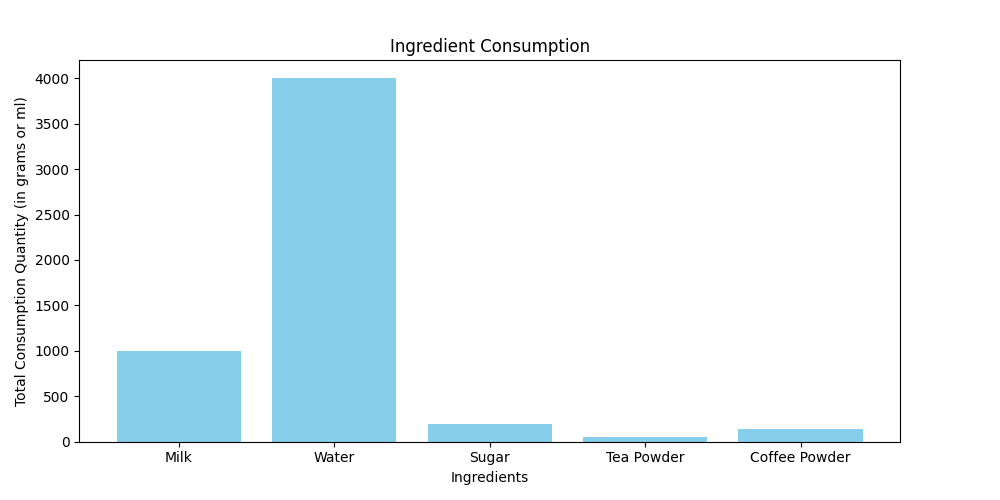 Ingredient Consumption
Total Consumption Quantity (in grams or ml)
4000
3500
3000
2500
2000
1500
1000
500
0
Milk
Water
Sugar
Tea Powder
Coffee Powder
Ingredients